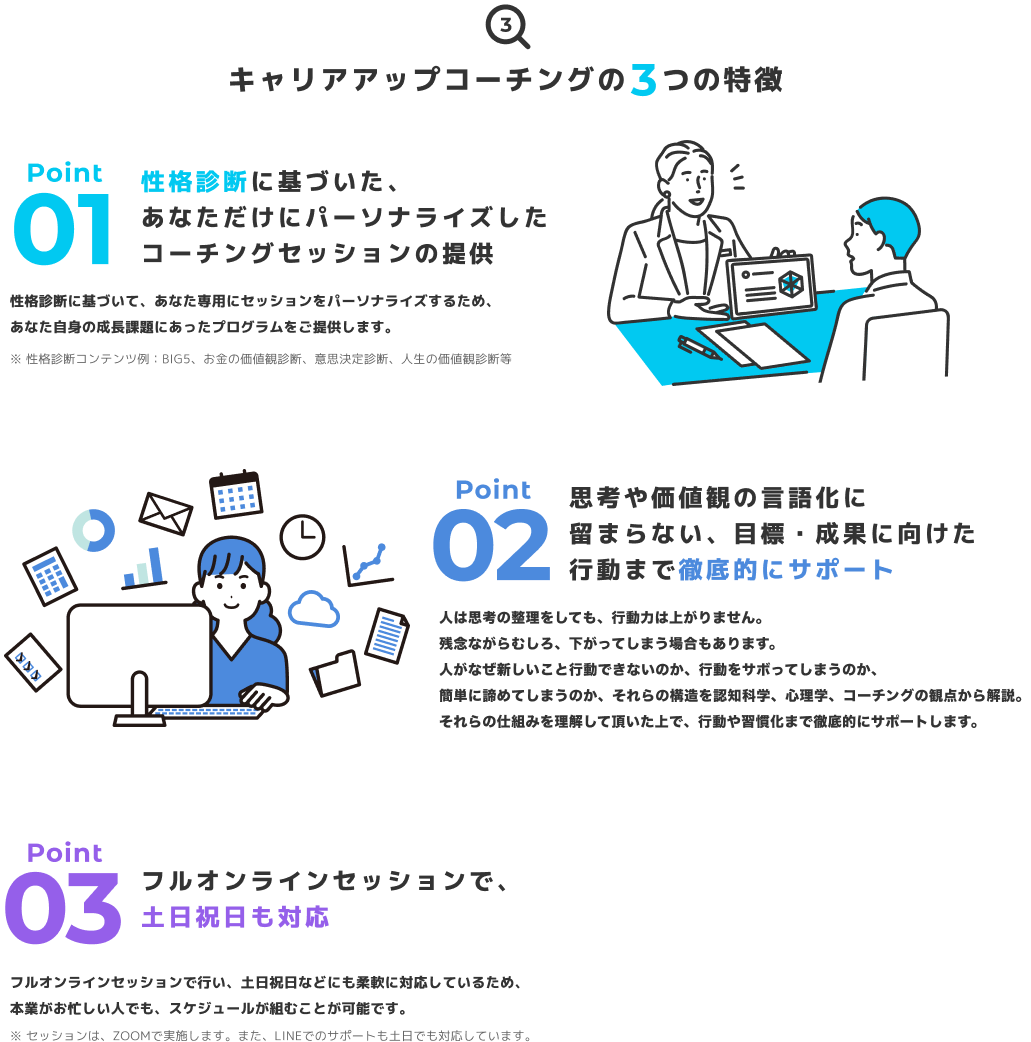 3
キャリアアップコーチングの3つの特徴
Point
01
性格診断に基づいた、
あなただけにパーソナライズした
コーチングセッションの提供
性格診断に基づいて、あなた専用にセッションをパーソナライズするため、
あなた自身の成長課題にあったプログラムをご提供します。
※ 性格診断コンテンツ例：BIG5、お金の価値観診断、意思決定診断、人生の価値観診断等
Point
02
思考や価値観の言語化に
留まらない、目標・成果に向けた
行動まで徹底的にサポート
人は思考の整理をしても、行動力は上がりません。
残念ながらむしろ、下がってしまう場合もあります。
人がなぜ新しいこと行動できないのか、行動をサボってしまうのか、
簡単に諦めてしまうのか、それらの構造を認知科学、心理学、コーチングの観点から解説。
それらの仕組みを理解して頂いた上で、行動や習慣化まで徹底的にサポートします。
Point
03
フルオンラインセッションで、
土日祝日も対応
フルオンラインセッションで行い、土日祝日などにも柔軟に対応しているため、
本業がお忙しい人でも、スケジュールが組むことが可能です。
※ セッションは、ZOOMで実施します。また、LINEでのサポートも土日でも対応しています。